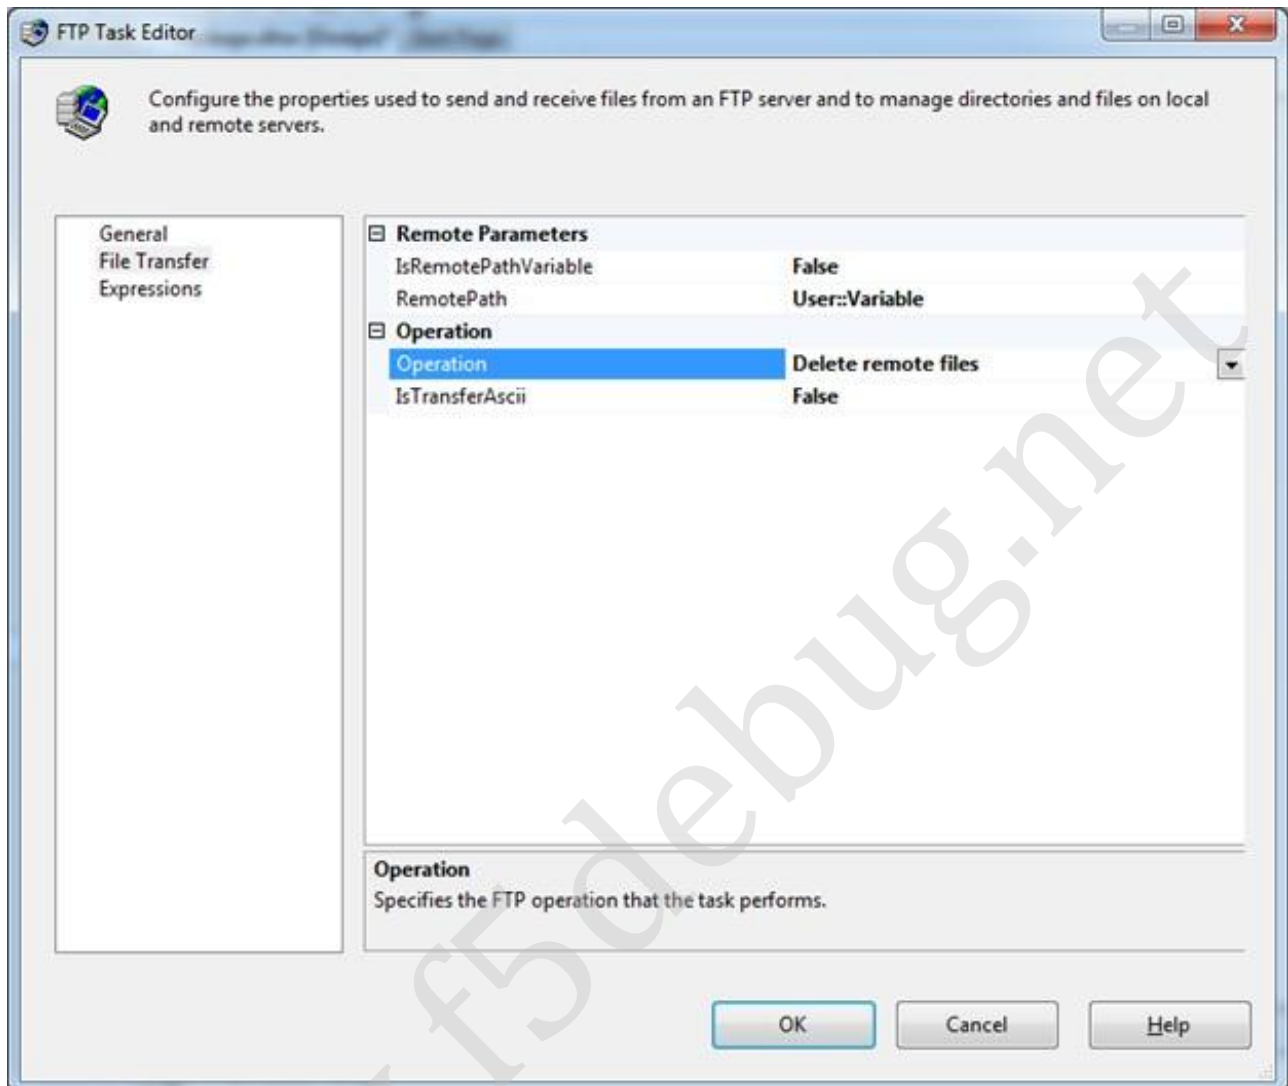 FTP Task Editor
Configure the properties used to send and receive files from an FTP server and to manage directories and files on local
and remote servers.
General
File Transfer
Expressions
Remote Parameters
IsRemotePathVariable False
RemotePath User::Variable
Operation
Operation Delete remote files
IsTransferAscii False
Operation
Specifies the FTP operation that the task performs.
OK Cancel Help
f5debug.net